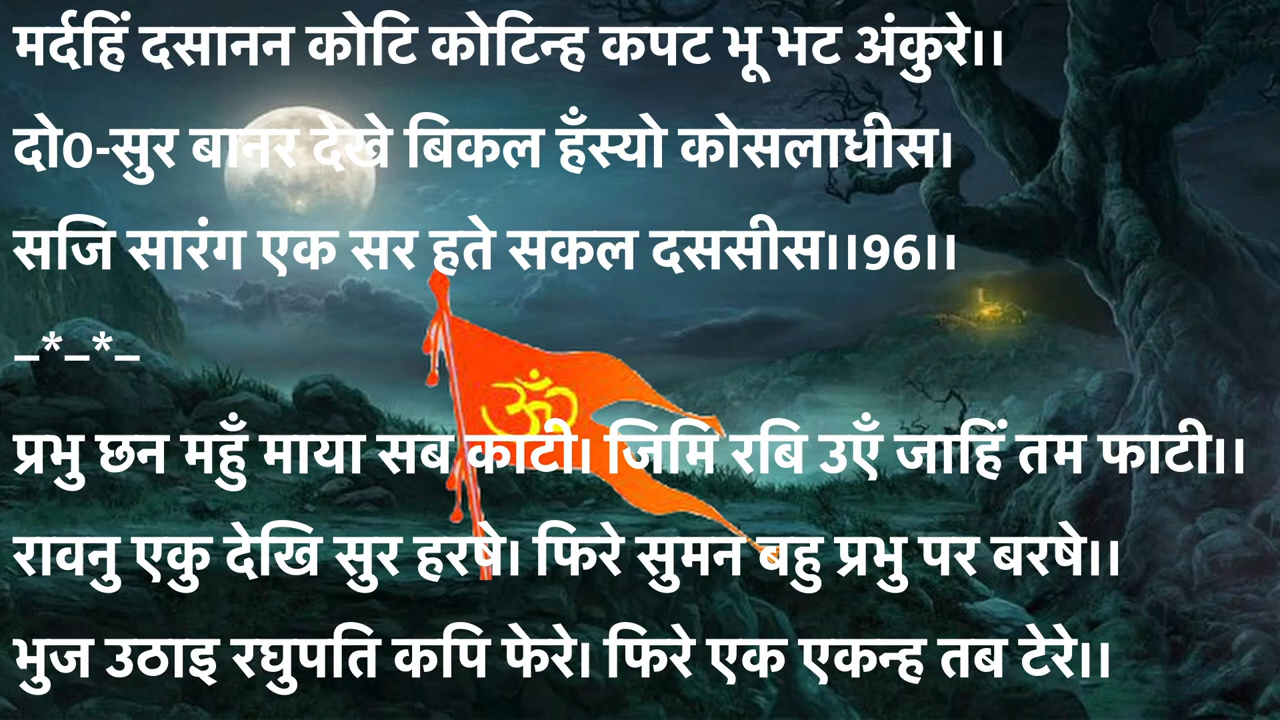 मर्दहिं दसानन कोटि कोटिन्ह कपट भू भट अंकुरे।।
दो0-सुर बानर देखे बिकल हँस्यो कोसलाधीस।
सजि सारंग एक सर हते सकल दससीस।।96।।
–*–*–
प्रभु छन महुँ माया सब काटी। जिमि रबि उएँ जाहिं तम फाटी।।
रावनु एकु देखि सुर हरषे। फिरे सुमन बहु प्रभु पर बरषे।।
भुज उठाइ रघुपति कपि फेरे। फिरे एक एकन्ह तब टेरे।।
ॐ